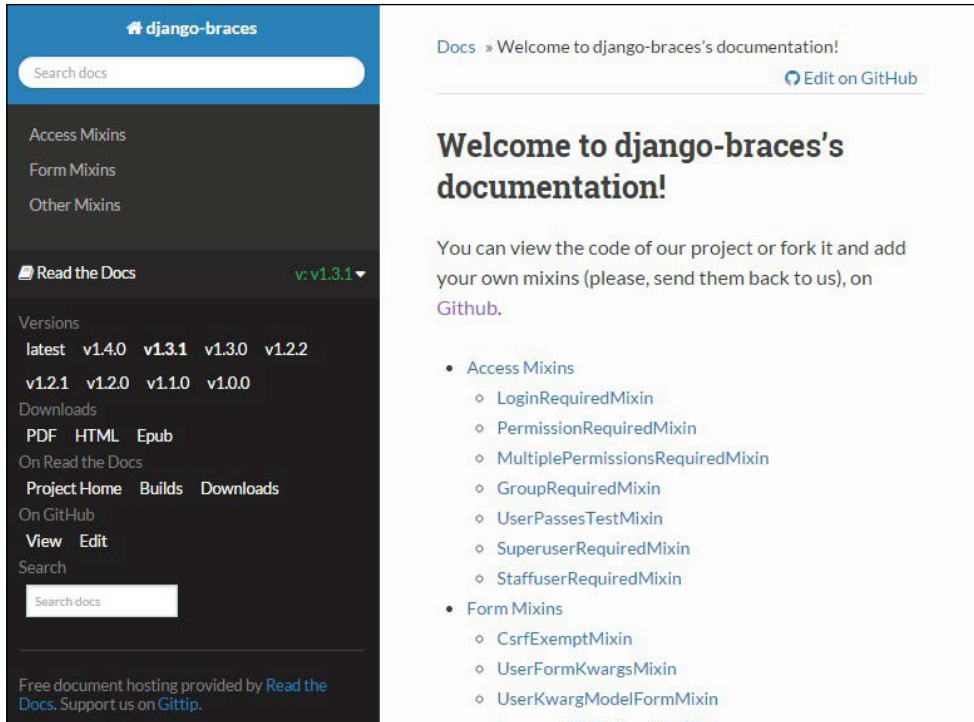 django-braces
Search docs
Access Mixins
Form Mixins
Other Mixins
Read the Docs v: v1.3.1
Versions
latest v1.4.0 v1.3.1 v1.3.0 v1.2.2
v1.2.1 v1.2.0 v1.1.0 v1.0.0
Downloads
PDF HTML Epub
On Read the Docs
Project Home Builds Downloads
On GitHub
View Edit
Search
Search docs
Free document hosting provided by Read the
Docs. Support us on Gittip.
Docs » Welcome to django-braces's documentation!
Edit on GitHub
Welcome to django-braces's
documentation!
You can view the code of our project or fork it and add
your own mixins (please, send them back to us), on
Github.
• Access Mixins
◦ LoginRequiredMixin
◦ PermissionRequiredMixin
◦ MultiplePermissionsRequiredMixin
◦ GroupRequiredMixin
◦ UserPassesTestMixin
◦ SuperuserRequiredMixin
◦ StaffuserRequiredMixin
• Form Mixins
◦ CsrfExemptMixin
◦ UserFormKwargsMixin
◦ UserKwargModelFormMixin